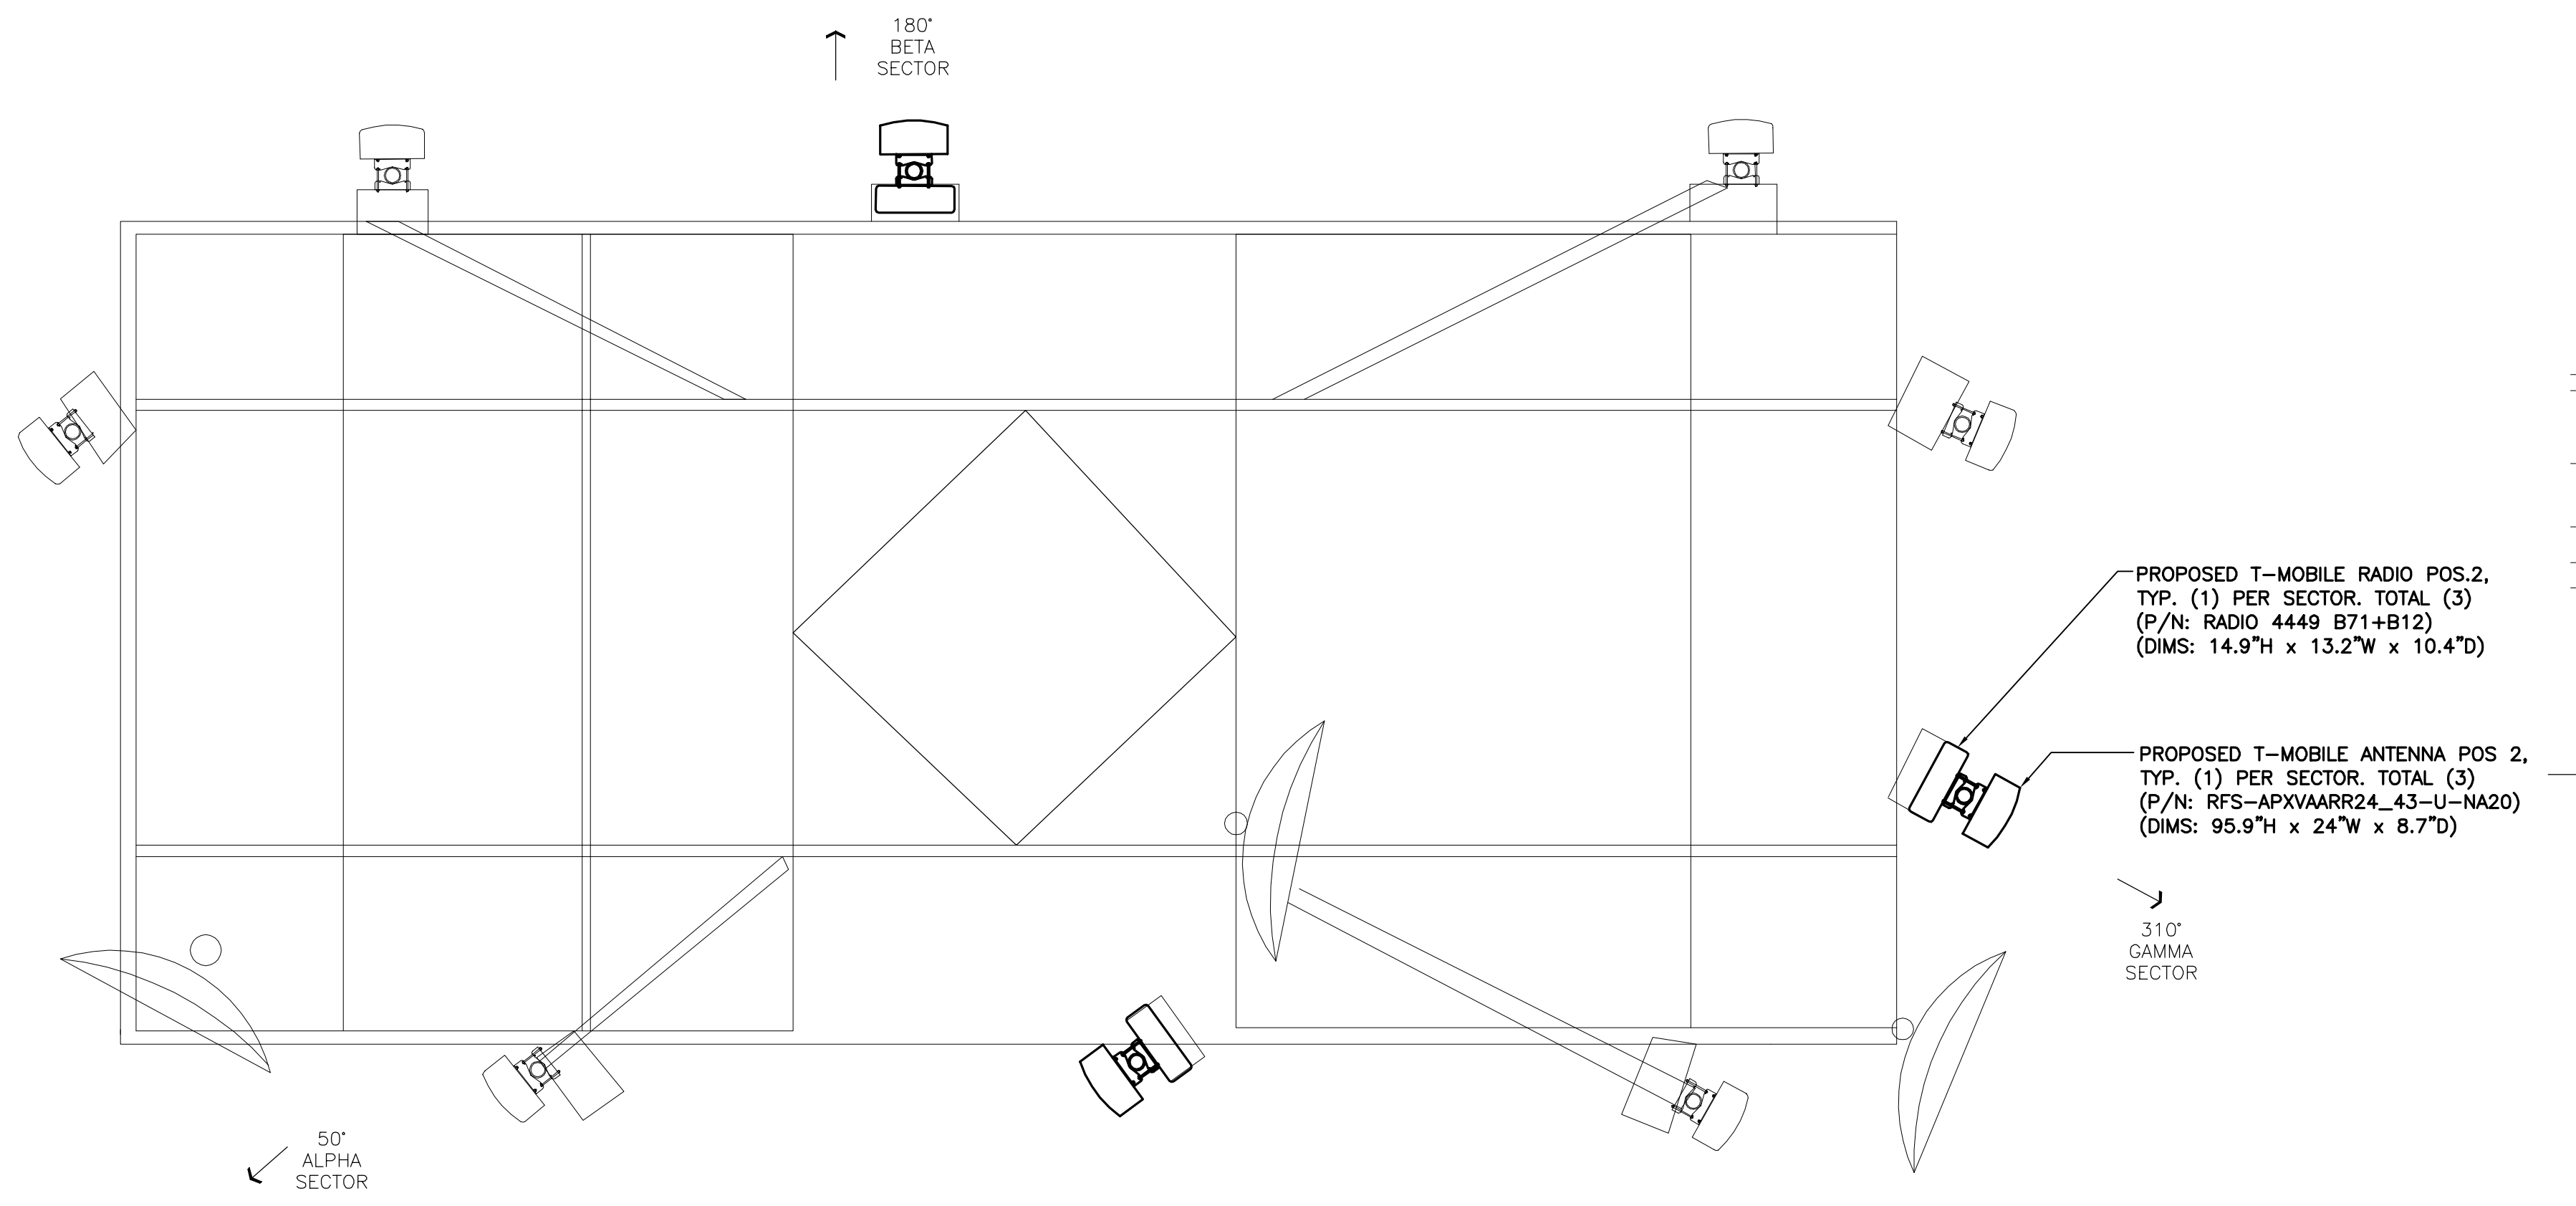 180°
BETA
SECTOR
PROPOSED T-MOBILE RADIO POS.2,
TYP. (1) PER SECTOR. TOTAL (3)
(P/N: RADIO 4449 B71+B12)
(DIMS: 14.9"H x 13.2"W x 10.4"D)
PROPOSED T-MOBILE ANTENNA POS 2,
TYP. (1) PER SECTOR. TOTAL (3)
(P/N: RFS-APXVAARR24_43-U-NA20)
(DIMS: 95.9"H x 24"W x 8.7"D)
310°
GAMMA
SECTOR
50°
ALPHA
SECTOR